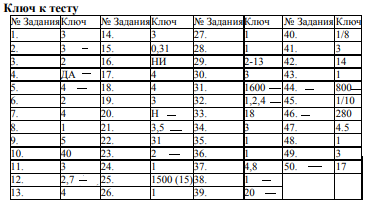 Ключ к тесту
№ Задания Ключ № Задания Ключ № Задания Ключ № Задания Ключ
1. 3 14. 3 27. 1 40. 1/8
2. 3 — 15. 0,31 28. 1 41. 3
3. 2 16. НИ 29. 2-13 42. 14
4. ДА — 17. 4 30. 3 43. 1
5. 4 — 18. 4 31. 1600 — 44. — 800—
6. 2 19. 3 32. 1,2,4 — 45. 1/10
7. 4 20. Н — 33. 18 46. — 280
8. 1 21. 3,5 — 34. 3 47. 4.5
9. 5 22. 31 35. 1 48. 1
10. 40 23. 2 — 36. 1 49. 3
11. 3 24. 1 37. 4,8 50. — 17
12. 2,7 — 25. 1500 (15) 38. 1 —
13. 4 26. 1 39. 20 —